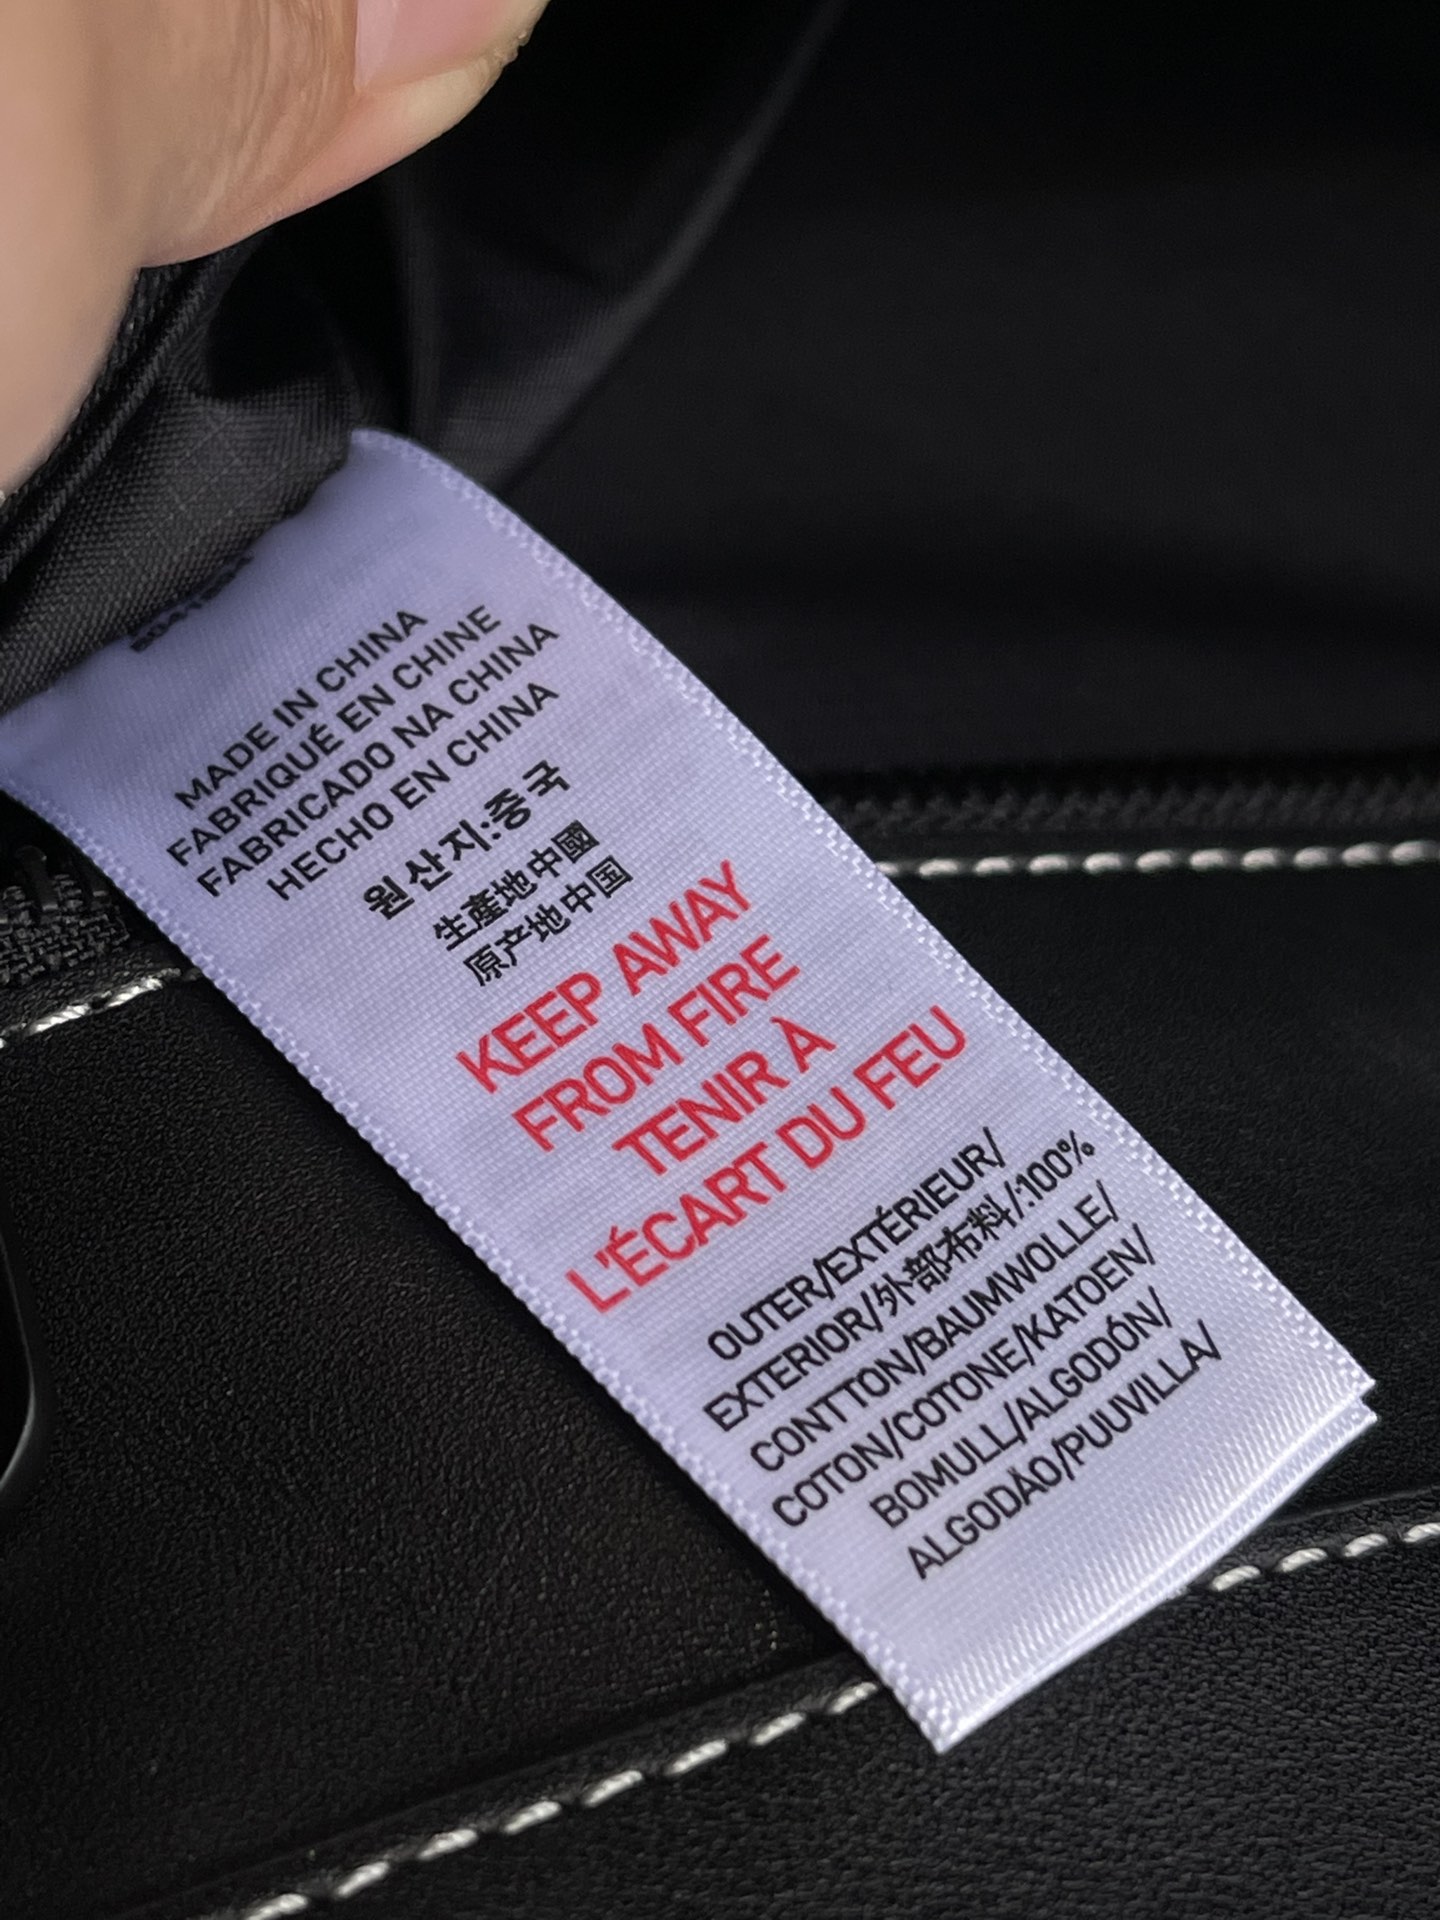 MADE IN CHINA
FABRIQUÉ EN CHINE
FABRICADO NA CHINA
HECHO EN CHINA
원산지:중국
生產地中國
原产地中国
KEEP AWAY
FROM FIRE
TENIR À
L'ÉCART DU FEU
OUTER/EXTÉRIEUR/
EXTERIOR/外部布料/:100%
CONTTON/BAUMWOLLE/
COTON/COTONE/KATOEN/
BOMULL/ALGODÓN/
ALGODÃO/PUUVILLA/